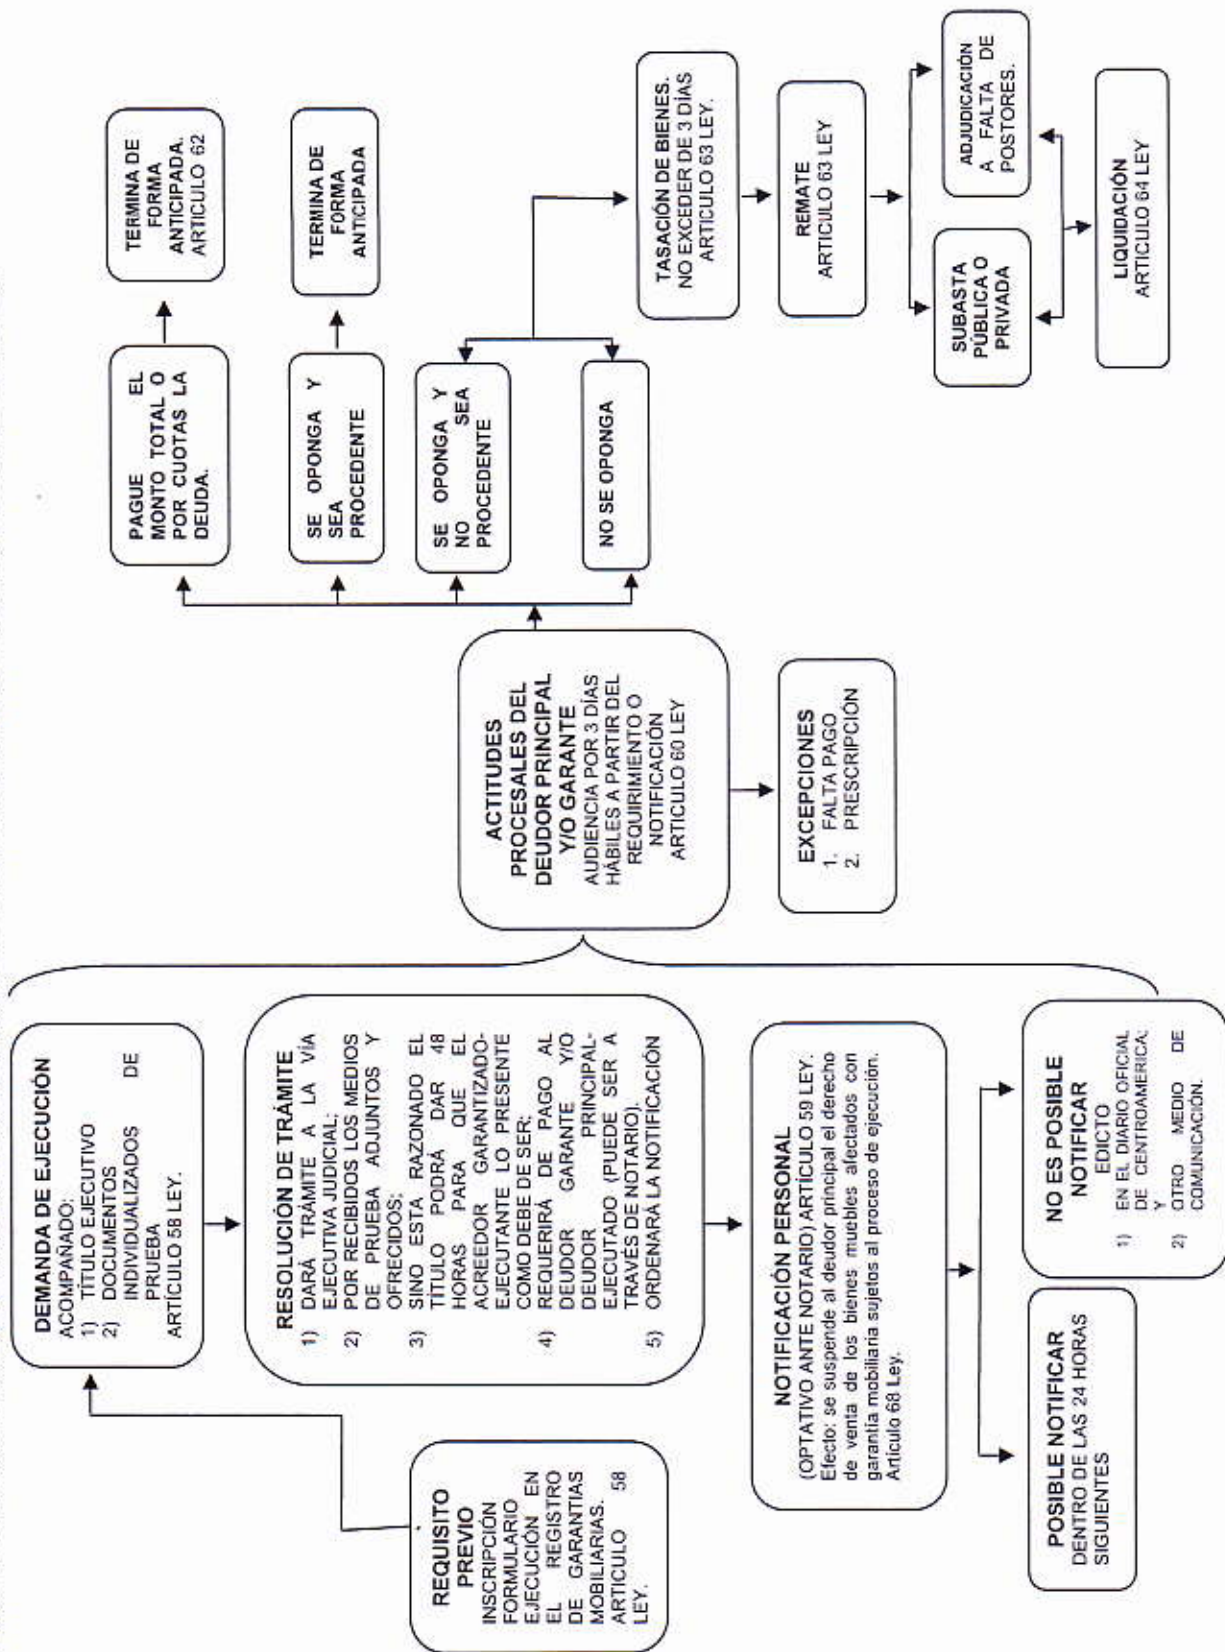 REQUISITO
PREVIO
INSCRIPCIÓN
FORMULARIO
EJECUCIÓN EN
EL REGISTRO
DE GARANTIAS
MOBILIARIAS.
ARTICULO 58
LEY.
DEMANDA DE EJECUCIÓN
ACOMPAÑADO:
1) TÍTULO EJECUTIVO
2) DOCUMENTOS
INDIVIDUALIZADOS DE
PRUEBA
ARTÍCULO 58 LEY.
RESOLUCIÓN DE TRÁMITE
1) DARÁ TRÁMITE A LA VÍA
EJECUTIVA JUDICIAL;
2) POR RECIBIDOS LOS MEDIOS
DE PRUEBA ADJUNTOS Y
OFRECIDOS;
3) SINO ESTA RAZONADO EL
TÍTULO PODRÁ DAR 48
HORAS PARA QUE EL
ACREEDOR GARANTIZADO-
EJECUTANTE LO PRESENTE
COMO DEBE DE SER;
4) REQUERIRÁ DE PAGO AL
DEUDOR GARANTE Y/O
DEUDOR PRINCIPAL-
EJECUTADO (PUEDE SER A
TRAVÉS DE NOTARIO).
5) ORDENARÁ LA NOTIFICACIÓN
NOTIFICACIÓN PERSONAL
(OPTATIVO ANTE NOTARIO) ARTÍCULO 59 LEY.
Efecto: se suspende al deudor principal el derecho
de venta de los bienes muebles afectados con
garantía mobiliaria sujetos al proceso de ejecución.
Artículo 68 Ley.
POSIBLE NOTIFICAR
DENTRO DE LAS 24 HORAS
SIGUIENTES
NO ES POSIBLE
NOTIFICAR
EDICTO
1) EN EL DIARIO OFICIAL
DE CENTROAMERICA;
Y
2) OTRO MEDIO DE
COMUNICACIÓN.
ACTITUDES
PROCESALES DEL
DEUDOR PRINCIPAL
Y/O GARANTE
AUDIENCIA POR 3 DÍAS
HÁBILES A PARTIR DEL
REQUIRIMIENTO O
NOTIFICACIÓN
ARTICULO 60 LEY
EXCEPCIONES
1. FALTA PAGO
2. PRESCRIPCIÓN
PAGUE EL
MONTO TOTAL O
POR CUOTAS LA
DEUDA.
TERMINA DE
FORMA
ANTICIPADA.
ARTICULO 62
SE OPONGA Y
SEA
PROCEDENTE
TERMINA DE
FORMA
ANTICIPADA
SE OPONGA Y
NO SEA
PROCEDENTE
NO SE OPONGA
TASACIÓN DE BIENES.
NO EXCEDER DE 3 DÍAS
ARTICULO 63 LEY.
REMATE
ARTICULO 63 LEY
SUBASTA
PÚBLICA O
PRIVADA
ADJUDICACIÓN
A FALTA DE
POSTORES.
LIQUIDACIÓN
ARTICULO 64 LEY